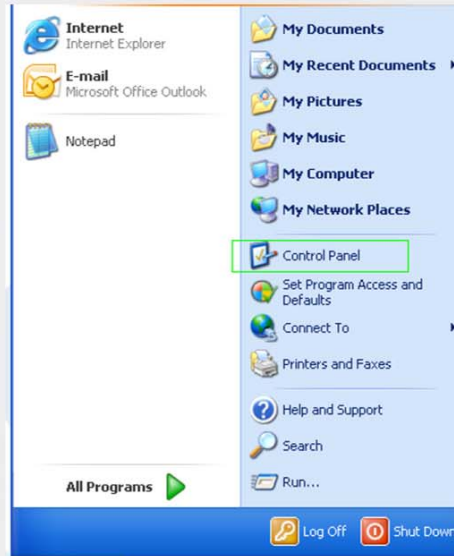 Internet
Internet Explorer
E-mail
Microsoft Office Outlook
Notepad
All Programs
My Documents
My Recent Documents
My Pictures
My Music
My Computer
My Network Places
Control Panel
Set Program Access and
Defaults
Connect To
Printers and Faxes
Help and Support
Search
Run...
Log Off
Shut Down